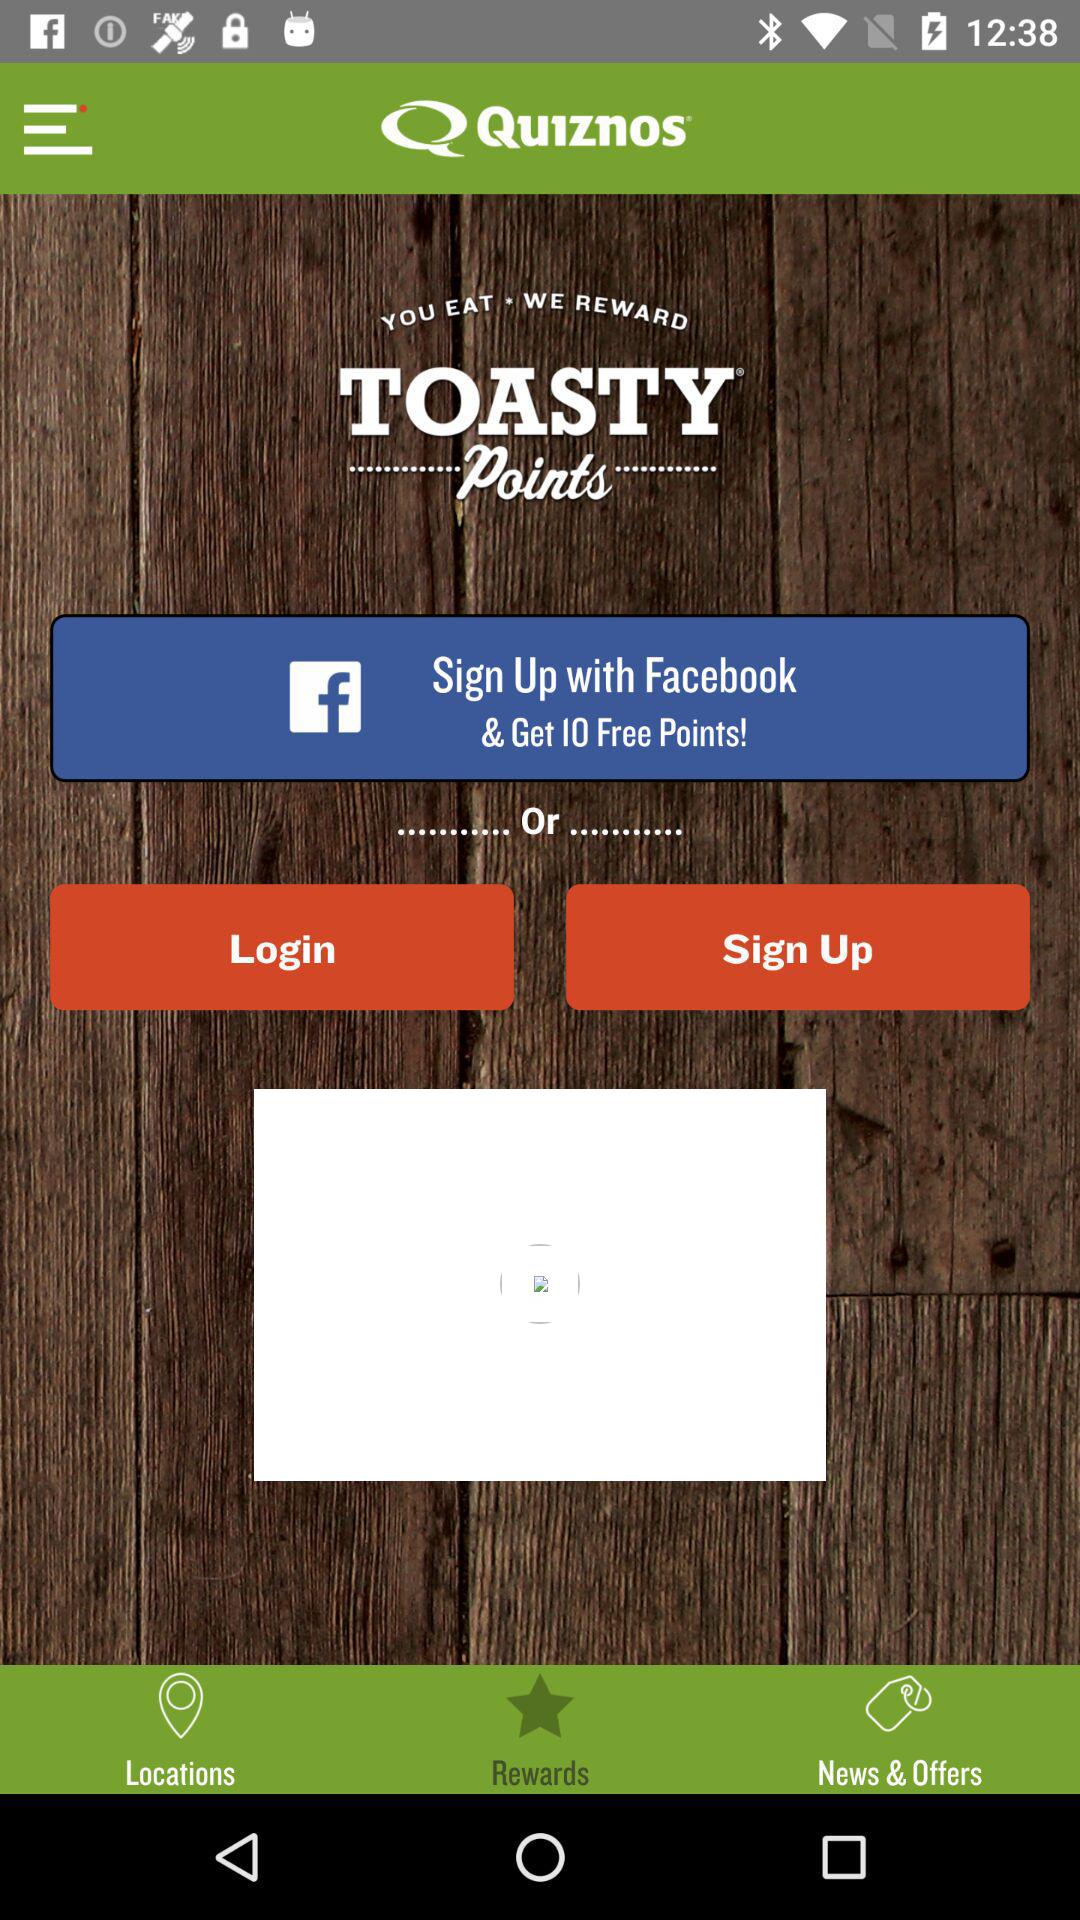 FAKE
12:38
Quiznos®
YOU EAT * WE REWARD
TOASTY®
Points
Sign Up with Facebook
& Get 10 Free Points!
........... Or ...........
Login
Sign Up
Locations
Rewards
News & Offers